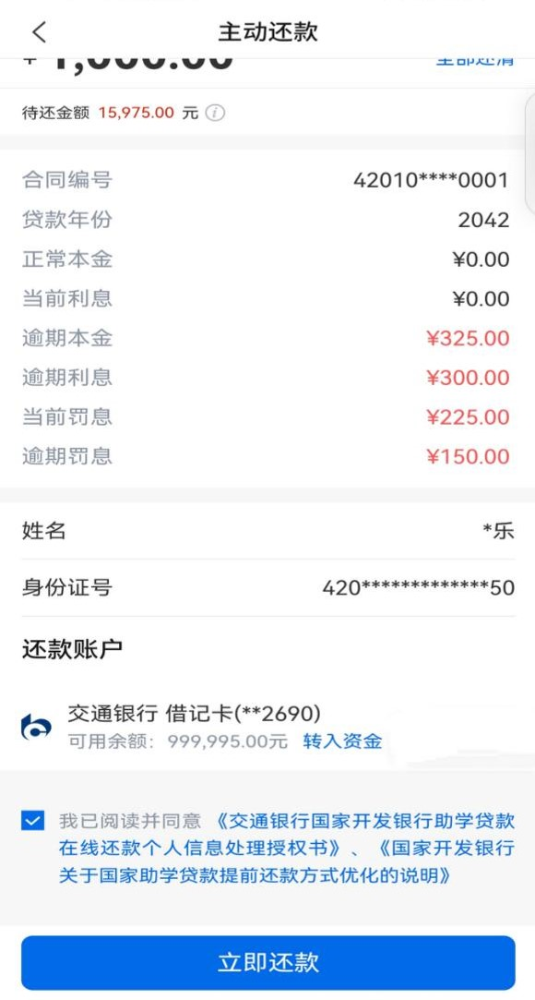 主动还款
¥ 1,000.00 全部还清
待还金额 15,975.00 元
合同编号 42010****0001
贷款年份 2042
正常本金 ¥0.00
当前利息 ¥0.00
逾期本金 ¥325.00
逾期利息 ¥300.00
当前罚息 ¥225.00
逾期罚息 ¥150.00
姓名 *乐
身份证号 420*************50
还款账户
交通银行 借记卡(**2690)
可用余额：999,995.00元 转入资金
我已阅读并同意《交通银行国家开发银行助学贷款
在线还款个人信息处理授权书》、《国家开发银行
关于国家助学贷款提前还款方式优化的说明》
立即还款